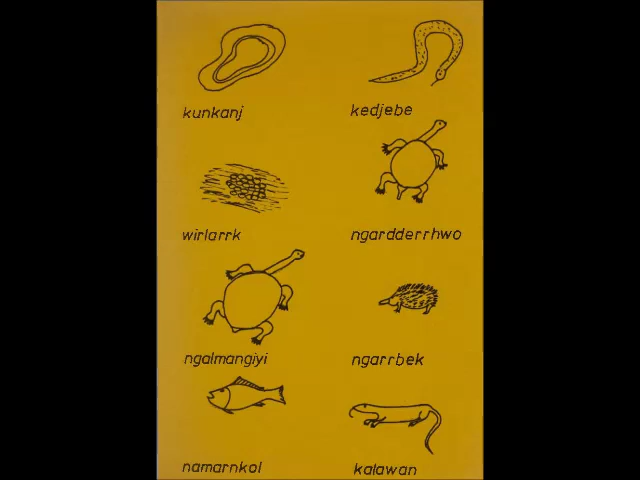 kunkanj
kedjebe
wirlarrk
ngardderrhwo
ngalmangiyi
ngarrbek
namarnkol
kalawan